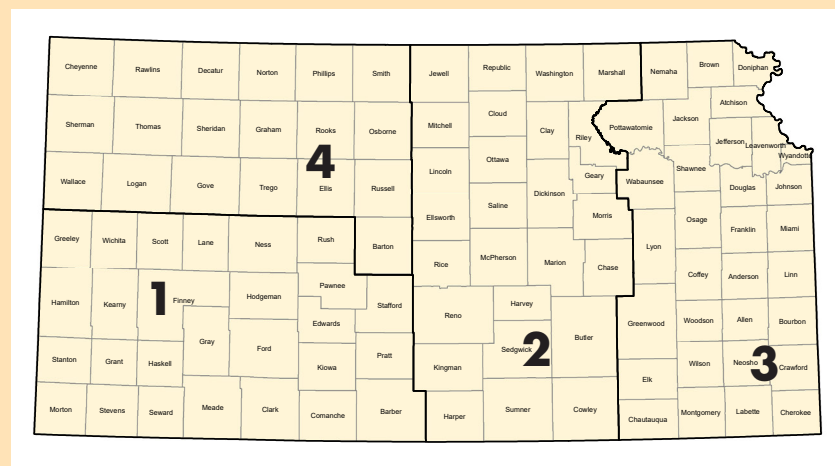 Cheyenne Rawlins Decatur Norton Phillips Smith Jewell Republic Washington Marshall Nemaha Brown Doniphan
Sherman Thomas Sheridan Graham Rooks Osborne Mitchell Cloud Clay Riley Pottawatomie Jackson Atchison
Jefferson Leavenworth Wyandotte
4
Wallace Logan Gove Trego Ellis Russell Lincoln Ottawa Dickinson Geary Wabaunsee Shawnee Douglas Johnson
Ellsworth Saline Morris Osage
Greeley Wichita Scott Lane Ness Rush Barton Rice McPherson Marion Chase Lyon Franklin Miami
Coffey Anderson Linn
Hamilton Kearny 1 Finney Hodgeman Pawnee Stafford Reno Harvey
Edwards Sedgwick 2 Butler Greenwood Woodson Allen Bourbon
Stanton Grant Haskell Gray Ford Kiowa Pratt Kingman Elk Wilson Neosho 3 Crawford
Morton Stevens Seward Meade Clark Comanche Barber Harper Sumner Cowley Chautauqua Montgomery Labette Cherokee